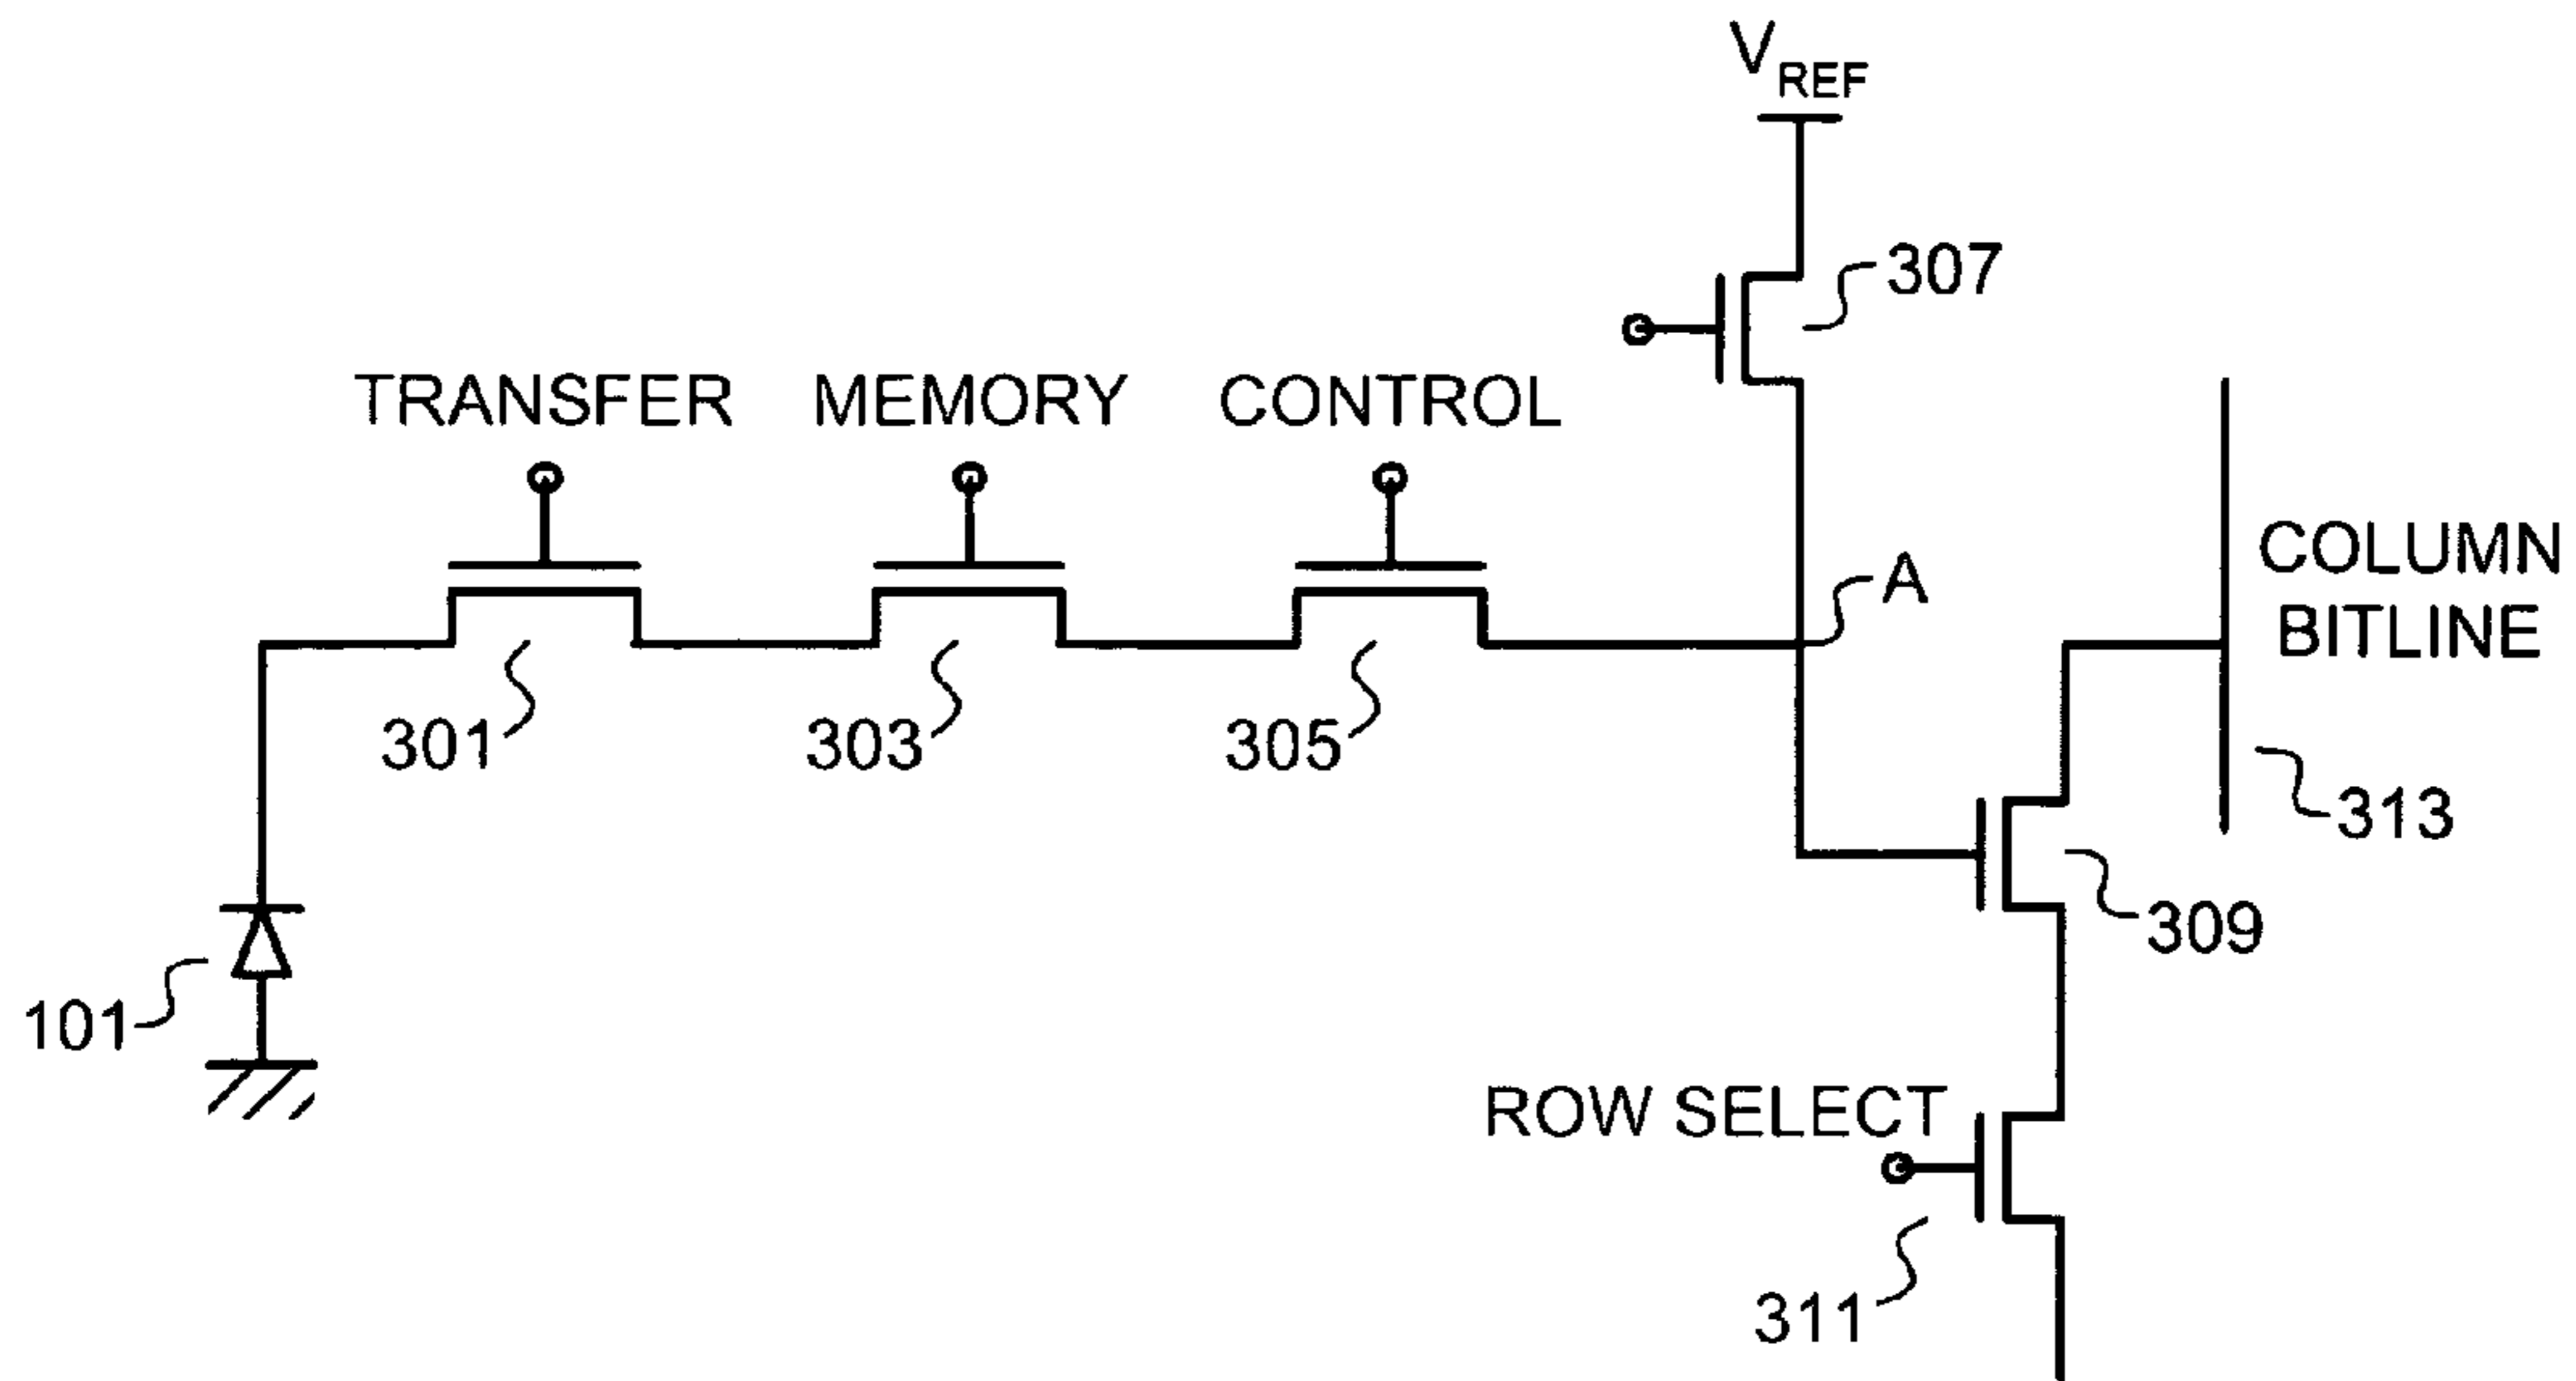 VREF
307
TRANSFER
MEMORY
CONTROL
A
COLUMN
BITLINE
301
303
305
313
309
101
ROW SELECT
311